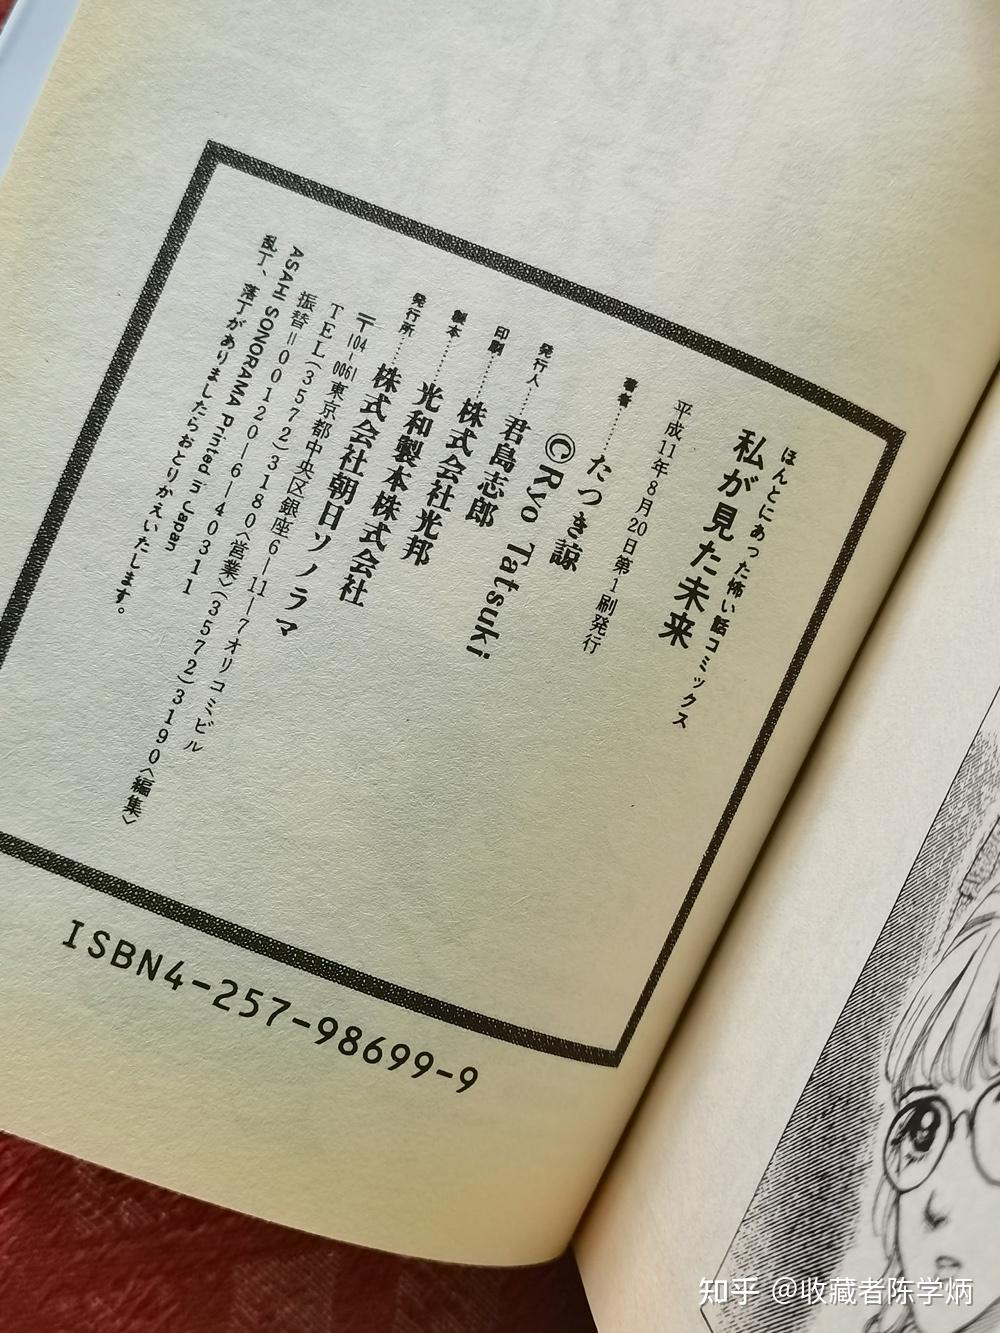 ほんとにあった怖い話コミックス
私が見た未来
平成11年8月20日第1刷発行
著者……たつき諒
©Ryo Tatsuki
発行人……君島志郎
印刷……株式会社光邦
製本……光和製本株式会社
発行所……株式会社朝日ソノラマ
〒104-0061東京都中央区銀座6-11-7オリコミビル
TEL(3572)3180〈営業〉(3572)3190〈編集〉
振替=00120-6-40311
ASAHI SONORAMA Printed in Japan
乱丁、落丁がありましたらおとりかえいたします。
ISBN4-257-98699-9
知乎 @收藏者陈学炳